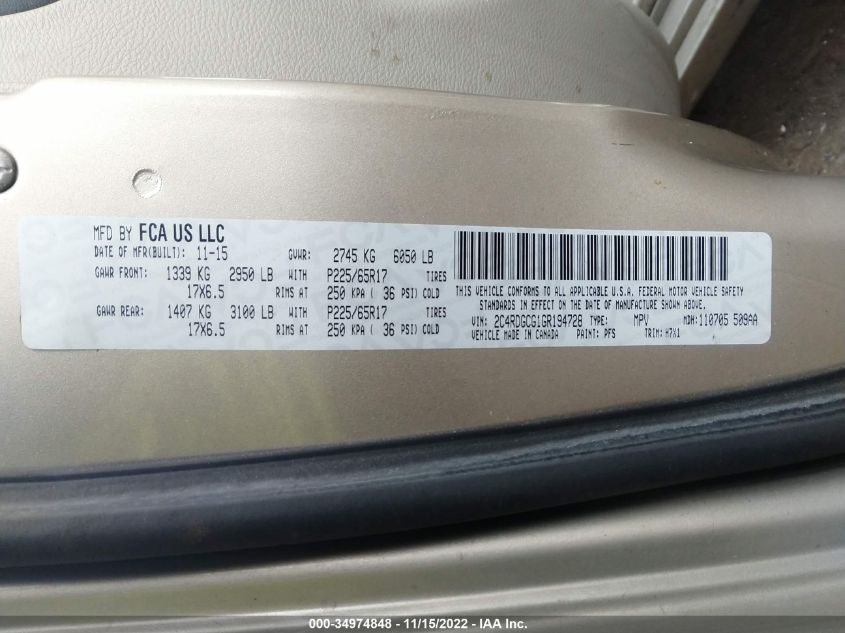 MFD BY FCA US LLC
DATE OF MFR(BUILT): 11-15 GVWR: 2745 KG 6050 LB
GAWR FRONT: 1339 KG 2950 LB WITH P225/65R17 TIRES
17X6.5 RIMS AT 250 KPA ( 36 PSI) COLD
GAWR REAR: 1407 KG 3100 LB WITH P225/65R17 TIRES
17X6.5 RIMS AT 250 KPA ( 36 PSI) COLD
THIS VEHICLE CONFORMS TO ALL APPLICABLE U.S.A. FEDERAL MOTOR VEHICLE SAFETY
STANDARDS IN EFFECT ON THE DATE OF MANUFACTURE SHOWN ABOVE.
VIN: 2C4RDGCG1GR194728 TYPE: MPV MDH: 110705 509AA
VEHICLE MADE IN CANADA PAINT: PFS TRIM: H7X1
000-34974848 - 11/15/2022 - IAA Inc.